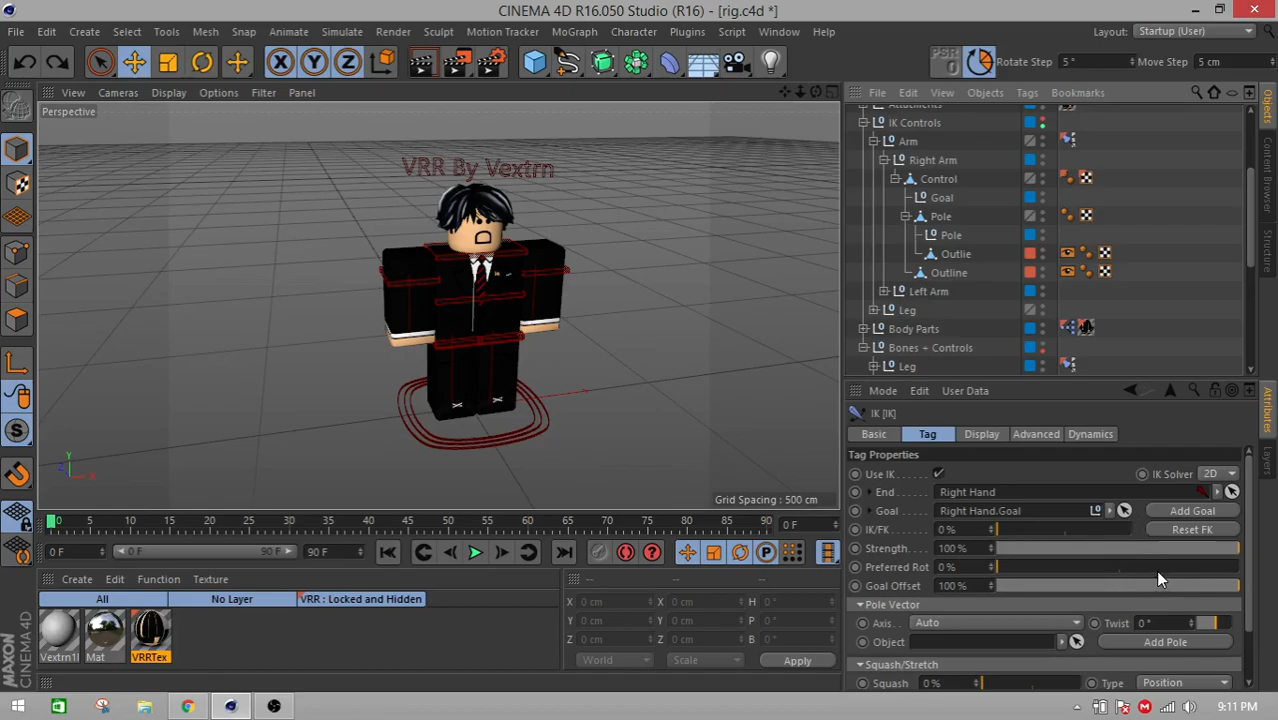 CINEMA 4D R16.050 Studio (R16) - [rig.c4d *]
File Edit Create Select Tools Mesh Snap Animate Simulate Render Sculpt Motion Tracker MoGraph Character Plugins Script Window Help Layout: Startup (User)
X Y Z PSR 0 Rotate Step 5 ° Move Step 5 cm
View Cameras Display Options Filter Panel
File Edit View Objects Tags Bookmarks
Perspective
IK Controls
Arm
Right Arm
Control
Goal
Pole
Pole
Outlie
Outline
Left Arm
Leg
Body Parts
Bones + Controls
Leg
Objects
Content Browser
Structure
VRR By Vextrn
Grid Spacing : 500 cm
Mode Edit User Data
IK [IK]
Basic Tag Display Advanced Dynamics
Tag Properties
Use IK IK Solver 2D
End Right Hand
Goal Right Hand.Goal Add Goal
IK/FK 0 % Reset FK
Strength 100 %
Preferred Rot 0 %
Goal Offset 100 %
Pole Vector
Axis Auto Twist 0 °
Object Add Pole
Squash/Stretch
Squash 0 % Type Position
Attributes
Layers
0 5 10 15 20 25 30 35 40 45 50 55 60 65 70 75 80 85 90 0 F
0 F 0 F 90 F 90 F
Create Edit Function Texture
All No Layer VRR : Locked and Hidden
Vextrn1 Mat VRRTex
-- -- --
X 0 cm X 0 cm H 0 °
Y 0 cm Y 0 cm P 0 °
Z 0 cm Z 0 cm B 0 °
World Scale Apply
MAXON CINEMA 4D
9:11 PM